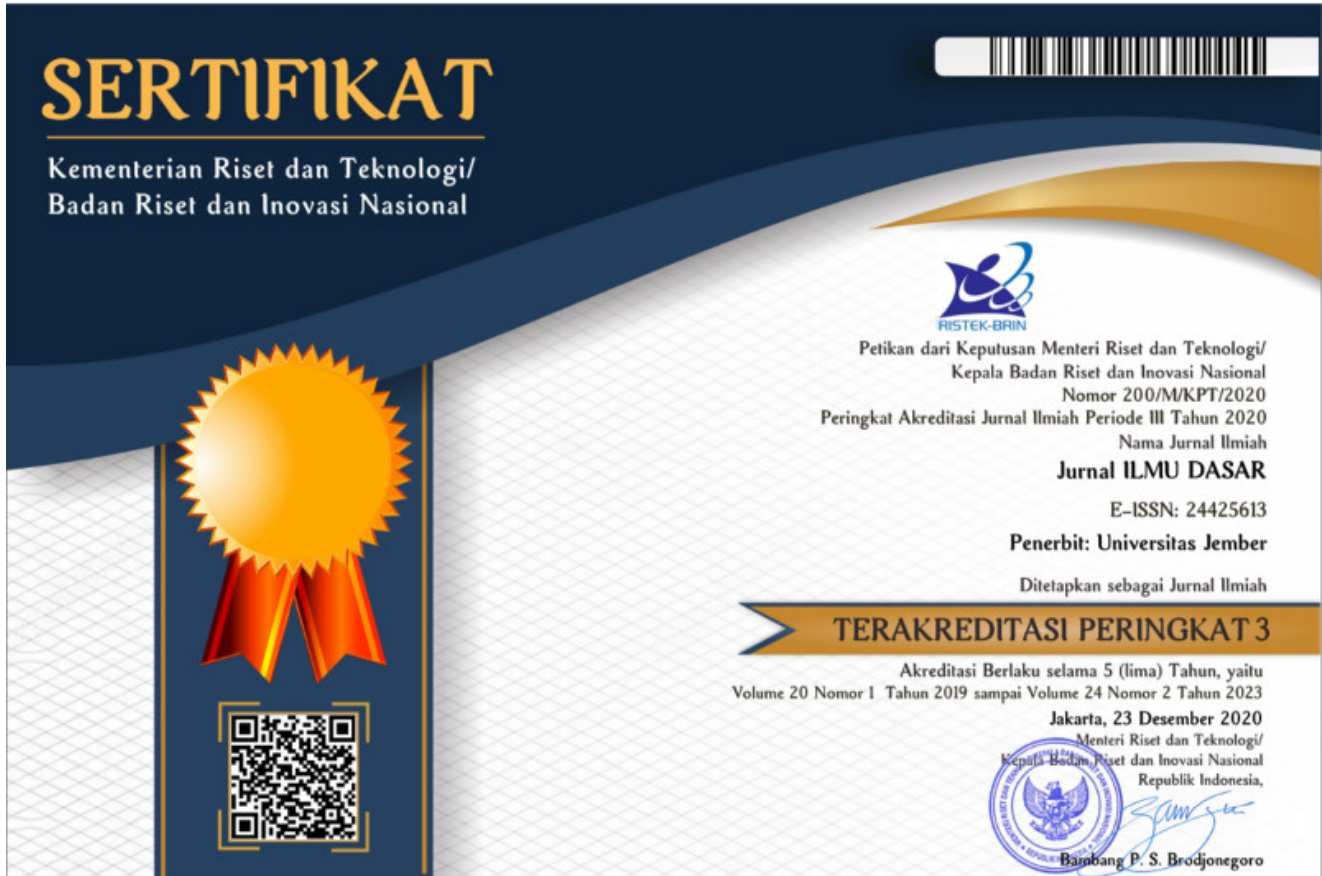 SERTIFIKAT
Kementerian Riset dan Teknologi/
Badan Riset dan Inovasi Nasional
RISTEK-BRIN
Petikan dari Keputusan Menteri Riset dan Teknologi/
Kepala Badan Riset dan Inovasi Nasional
Nomor 200/M/KPT/2020
Peringkat Akreditasi Jurnal Ilmiah Periode III Tahun 2020
Nama Jurnal Ilmiah
Jurnal ILMU DASAR
E-ISSN: 24425613
Penerbit: Universitas Jember
Ditetapkan sebagai Jurnal Ilmiah
TERAKREDITASI PERINGKAT 3
Akreditasi Berlaku selama 5 (lima) Tahun, yaitu
Volume 20 Nomor 1 Tahun 2019 sampai Volume 24 Nomor 2 Tahun 2023
Jakarta, 23 Desember 2020
Menteri Riset dan Teknologi/
Kepala Badan Riset dan Inovasi Nasional
Republik Indonesia,
Bambang P. S. Brodjonegoro